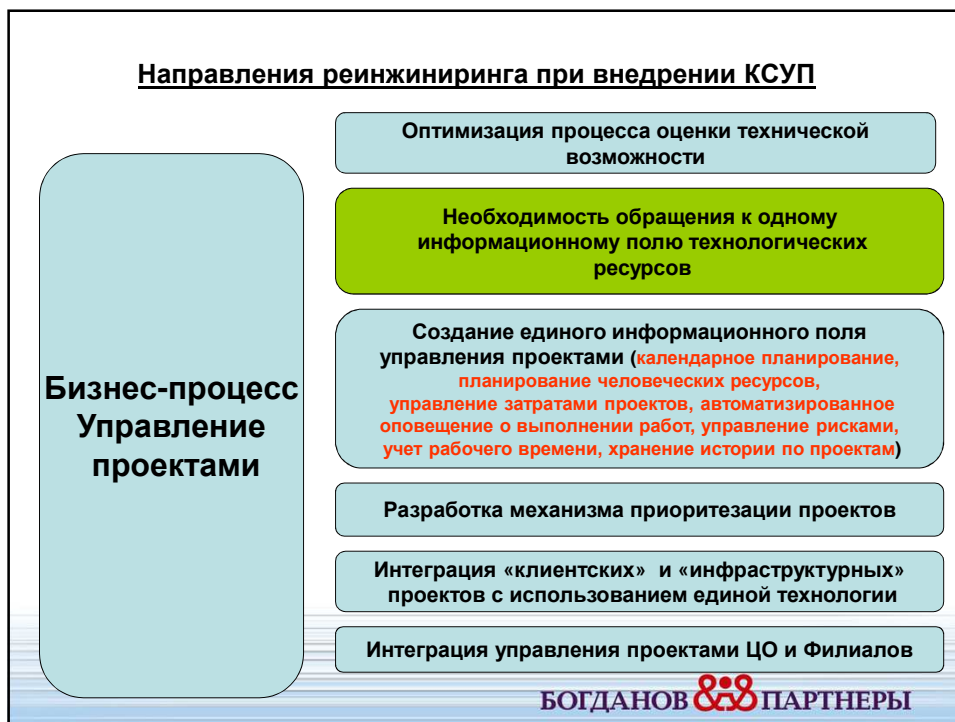 Направления реинжиниринга при внедрении КСУП
Бизнес-процесс
Управление
проектами
Оптимизация процесса оценки технической
возможности
Необходимость обращения к одному
информационному полю технологических
ресурсов
Создание единого информационного поля
управления проектами (календарное планирование,
планирование человеческих ресурсов,
управление затратами проектов, автоматизированное
оповещение о выполнении работ, управление рисками,
учет рабочего времени, хранение истории по проектам)
Разработка механизма приоритезации проектов
Интеграция «клиентских» и «инфраструктурных»
проектов с использованием единой технологии
Интеграция управления проектами ЦО и Филиалов
БОГДАНОВ ПАРТНЕРЫ